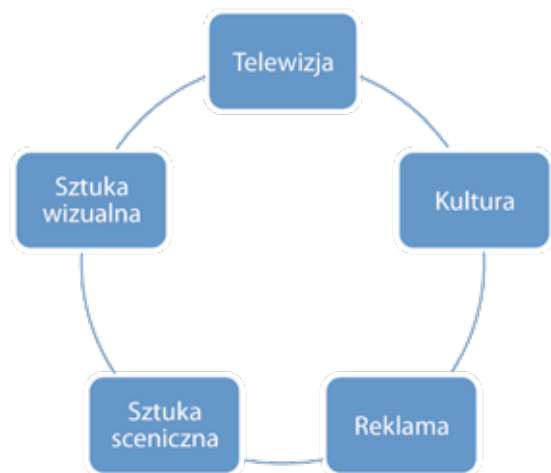 Telewizja
Kultura
Reklama
Sztuka
sceniczna
Sztuka
wizualna